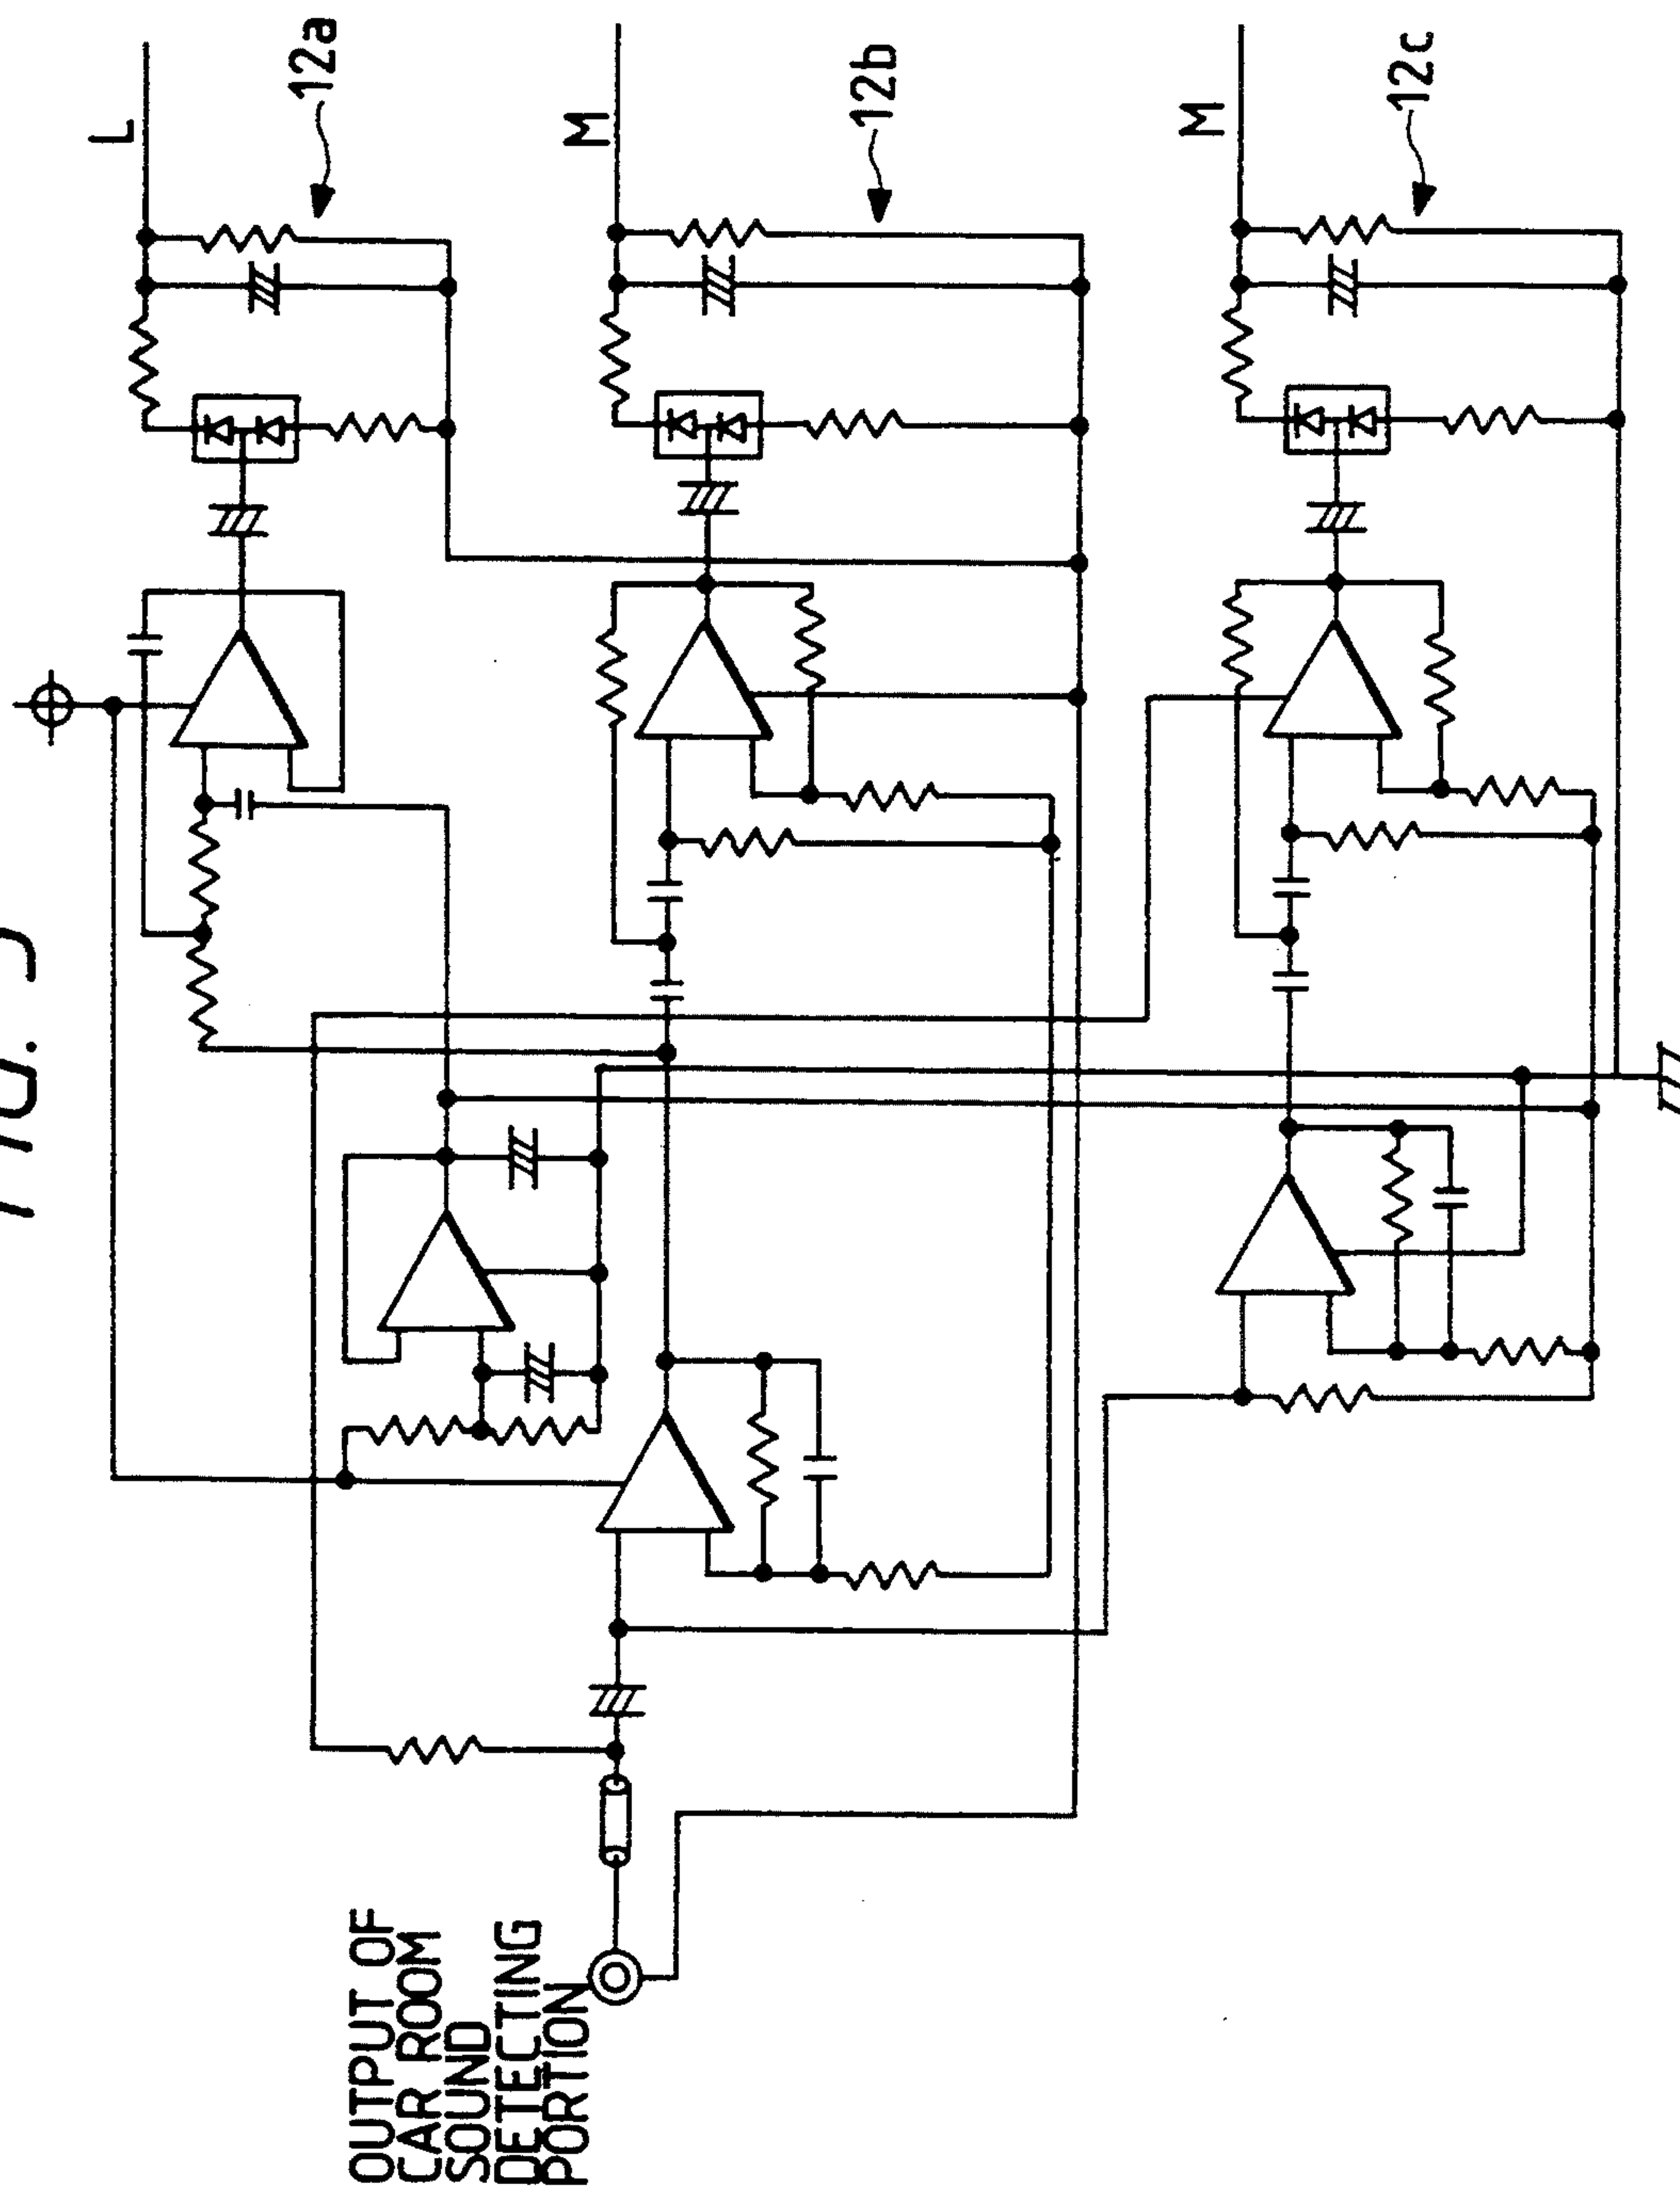 L
12a
M
12b
M
12c
OUTPUT OF
CAR ROOM
SOUND
DETECTING
PORTION